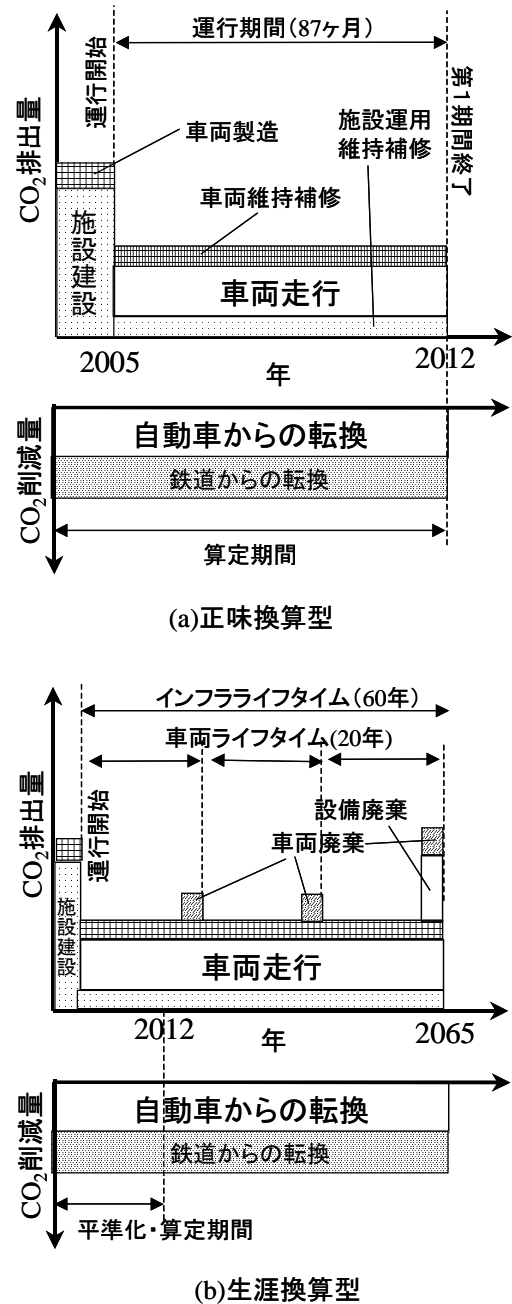 運行期間(87ヶ月)
CO2排出量
運行開始
第1期間終了
車両製造
施設運用
維持補修
車両維持補修
施設建設
車両走行
2005
2012
年
CO2削減量
自動車からの転換
鉄道からの転換
算定期間
(a)正味換算型
インフラライフタイム(60年)
車両ライフタイム(20年)
CO2排出量
運行開始
設備廃棄
車両廃棄
施設建設
車両走行
2012
2065
年
CO2削減量
自動車からの転換
鉄道からの転換
平準化・算定期間
(b)生涯換算型